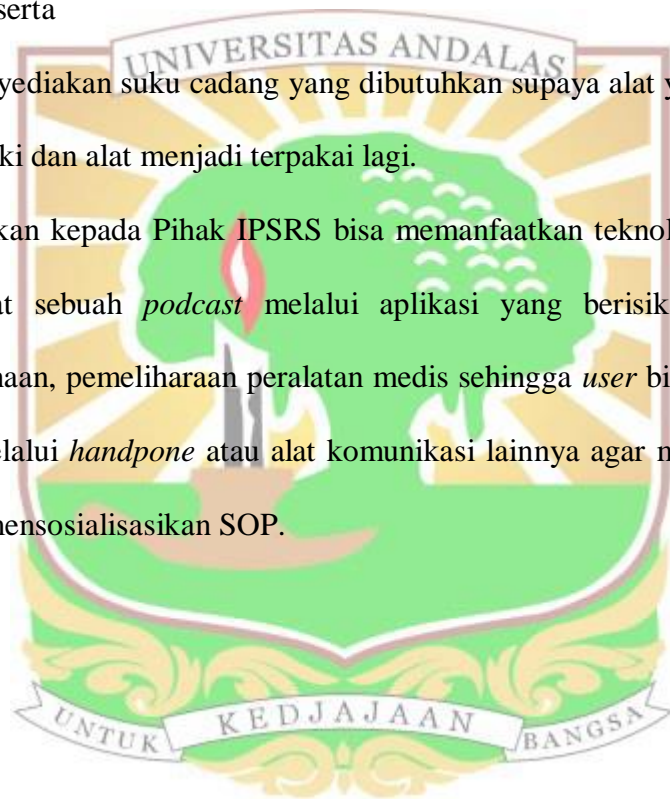 serta
UNIVERSITAS ANDALAS
yediakan suku cadang yang dibutuhkan supaya alat y
ki dan alat menjadi terpakai lagi.
kan kepada Pihak IPSRS bisa memanfaatkan teknol
at sebuah podcast melalui aplikasi yang berisik
naan, pemeliharaan peralatan medis sehingga user bi
elalui handpone atau alat komunikasi lainnya agar m
mensosialisasikan SOP.
UNTUK KEDJAJAAN BANGSA